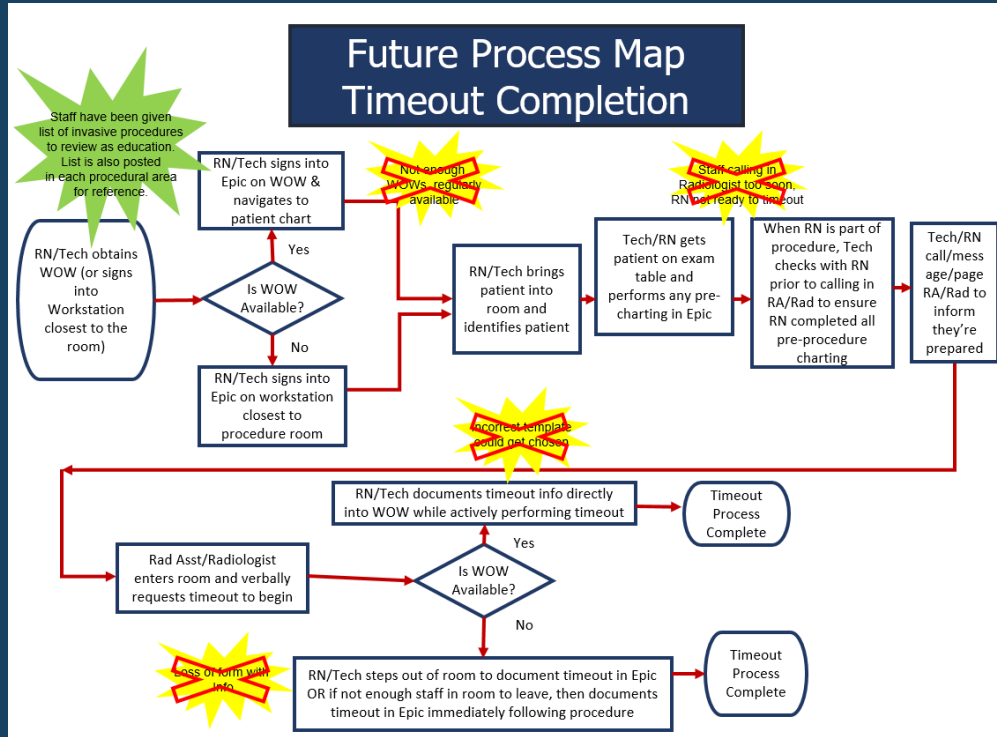 Future Process Map
Timeout Completion
Staff have been given
list of invasive procedures
to review as education.
List is also posted
in each procedural area
for reference.
RN/Tech obtains
WOW (or signs
into
Workstation
closest to the
room)
Is WOW
Available?
Yes
RN/Tech signs into
Epic on WOW &
navigates to
patient chart
No
RN/Tech signs into
Epic on workstation
closest to
procedure room
Not enough
WOWs regularly
available
RN/Tech brings
patient into
room and
identifies patient
Tech/RN gets
patient on exam
table and
performs any pre-
charting in Epic
Staff calling in
Radiologist too soon,
RN not ready to timeout
When RN is part of
procedure, Tech
checks with RN
prior to calling in
RA/Rad to ensure
RN completed all
pre-procedure
charting
Tech/RN
call/mess
age/page
RA/Rad to
inform
they're
prepared
Rad Asst/Radiologist
enters room and verbally
requests timeout to begin
Is WOW
Available?
Yes
Incorrect template
could get chosen
RN/Tech documents timeout info directly
into WOW while actively performing timeout
Timeout
Process
Complete
No
Loss of form with
info
RN/Tech steps out of room to document timeout in Epic
OR if not enough staff in room to leave, then documents
timeout in Epic immediately following procedure
Timeout
Process
Complete